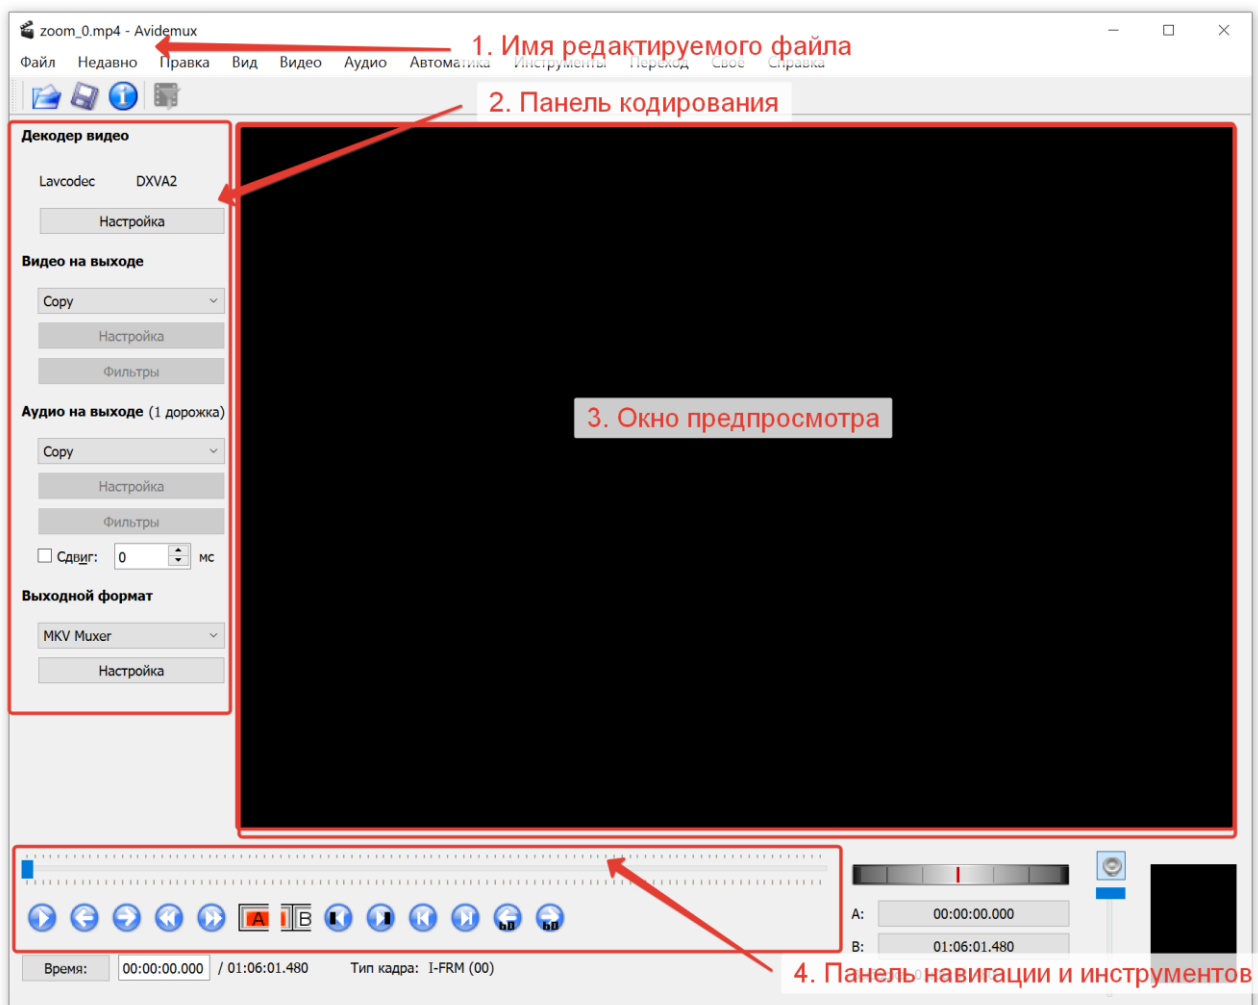 zoom_0.mp4 - Avidemux
1. Имя редактируемого файла
Файл Недавно Правка Вид Видео Аудио Автоматика Инструменты Переход Своё Справка
2. Панель кодирования
Декодер видео
Lavcodec DXVA2
Настройка
Видео на выходе
Copy
Настройка
Фильтры
3. Окно предпросмотра
Аудио на выходе (1 дорожка)
Copy
Настройка
Фильтры
Сдвиг: 0 мс
Выходной формат
MKV Muxer
Настройка
A B
60 60
A: 00:00:00.000
B: 01:06:01.480
Время: 00:00:00.000 / 01:06:01.480 Тип кадра: I-FRM (00)
4. Панель навигации и инструментов